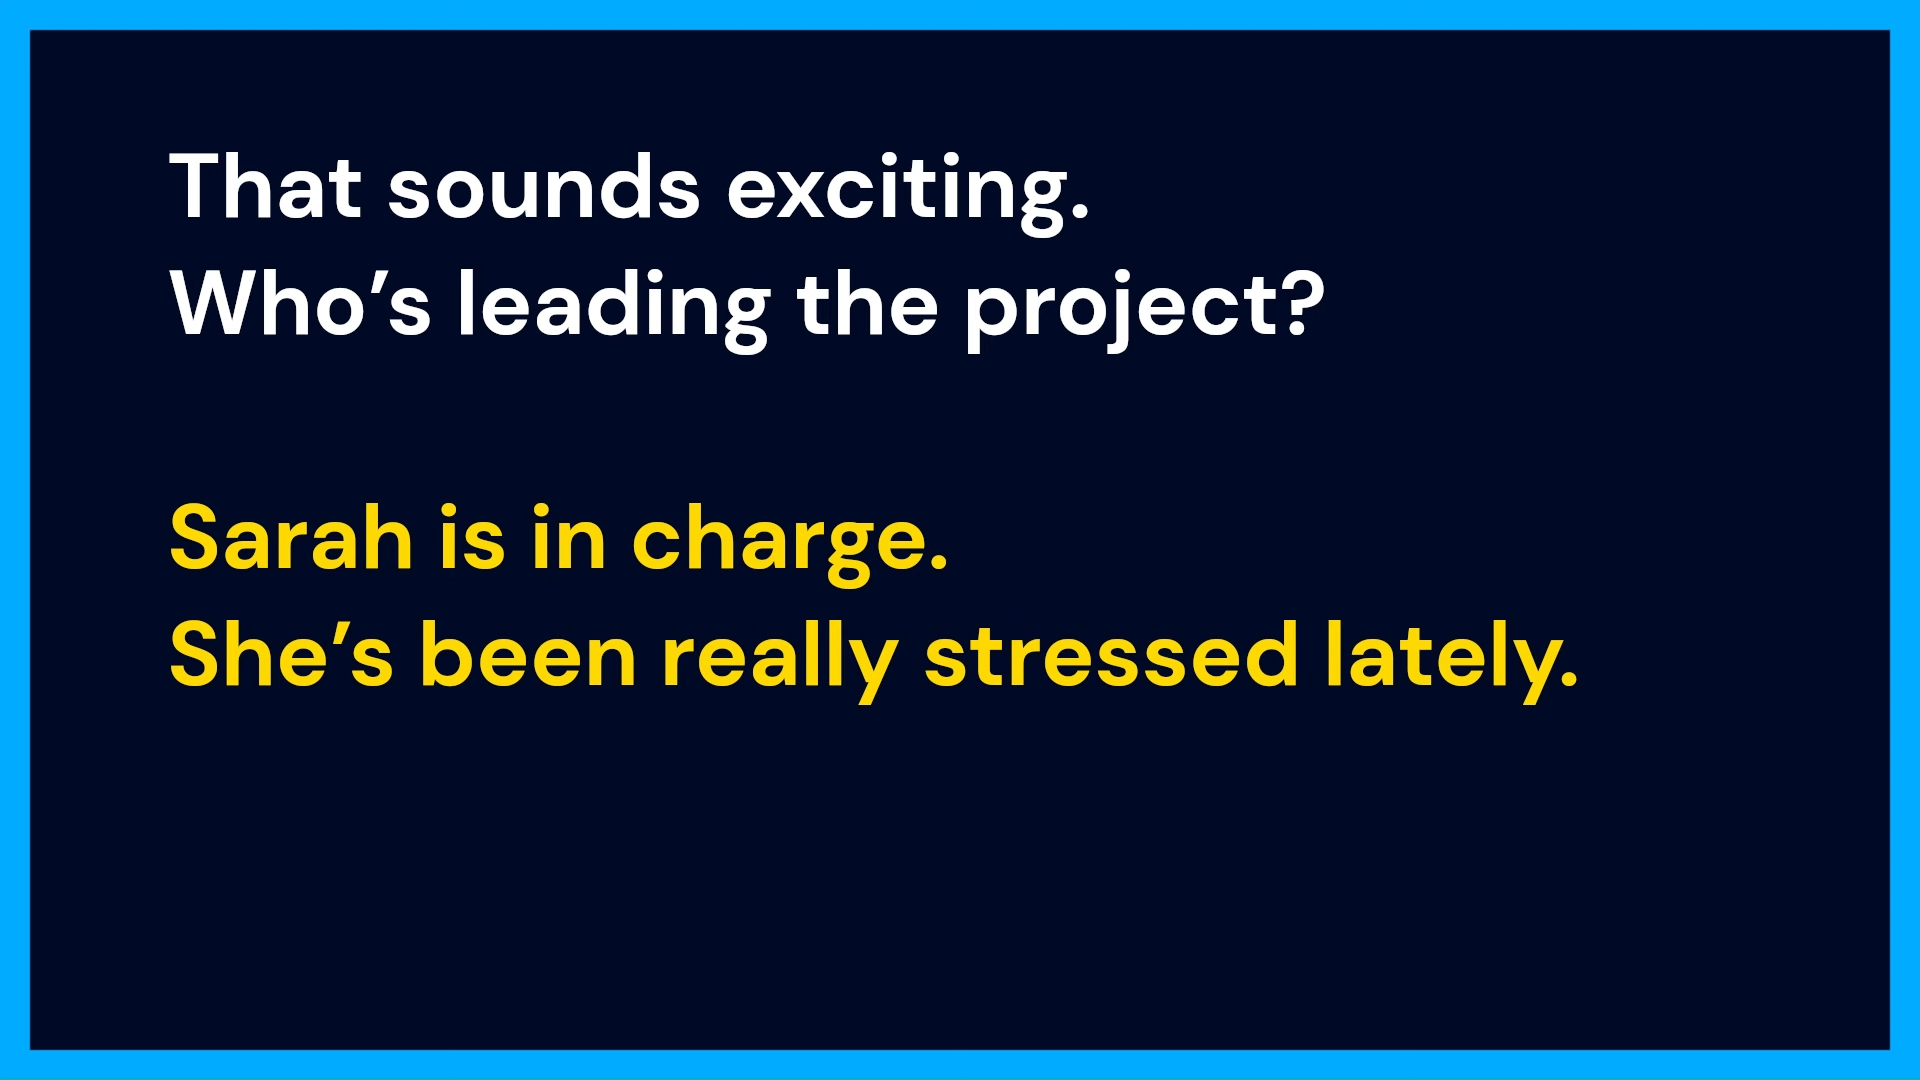 That sounds exciting.
Who’s leading the project?
Sarah is in charge.
She’s been really stressed lately.